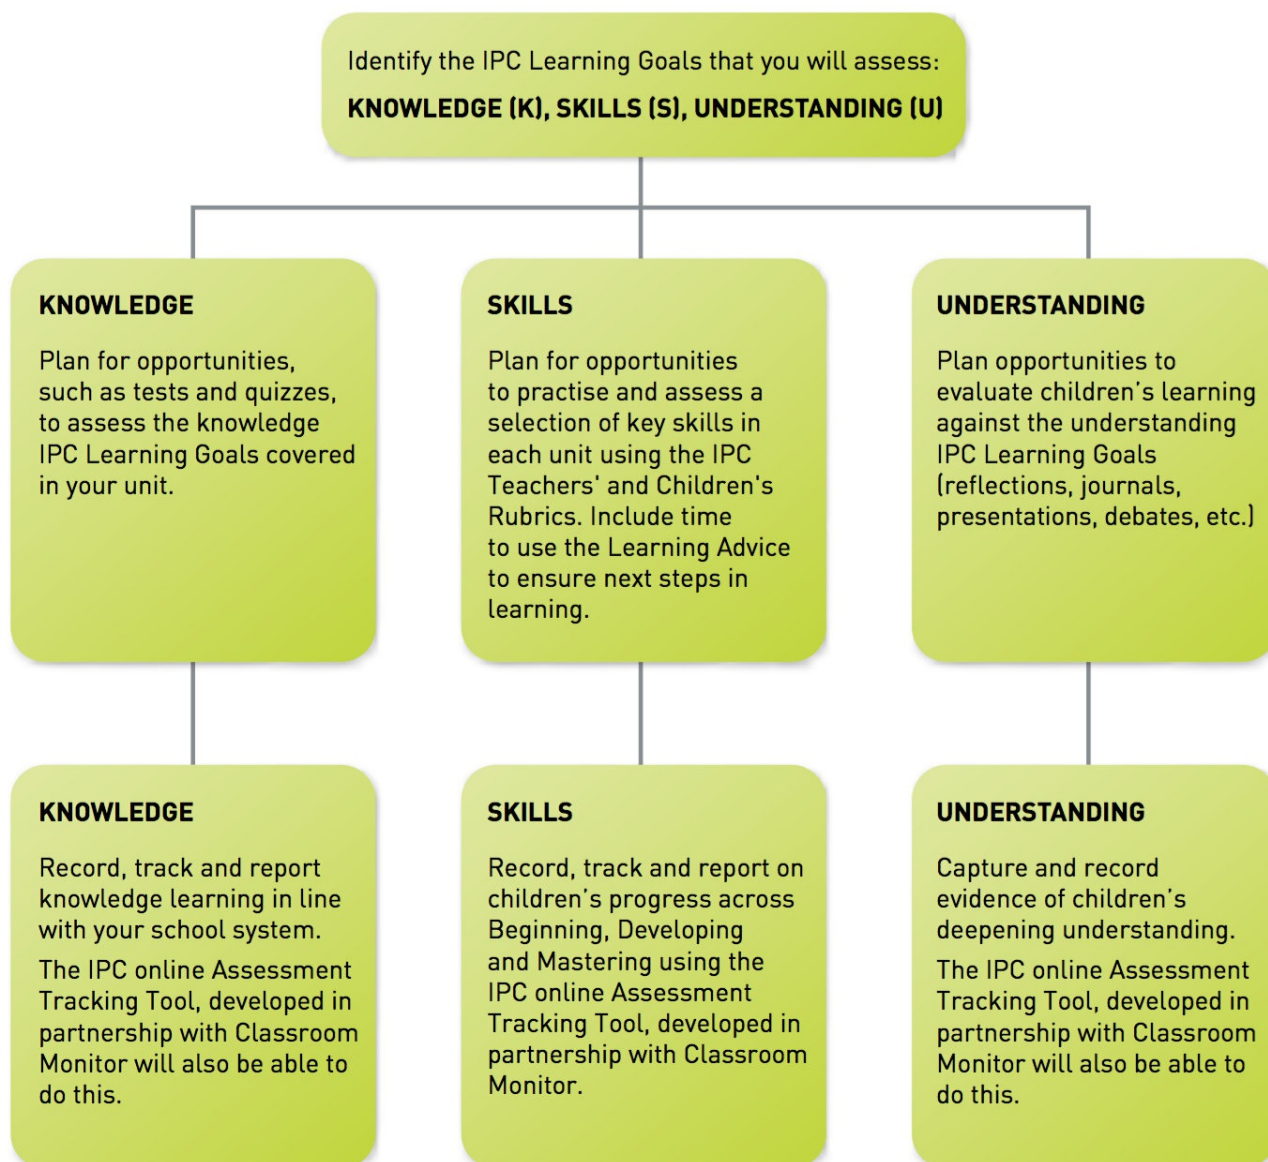 Identify the IPC Learning Goals that you will assess:
KNOWLEDGE (K), SKILLS (S), UNDERSTANDING (U)
KNOWLEDGE
Plan for opportunities,
such as tests and quizzes,
to assess the knowledge
IPC Learning Goals covered
in your unit.
SKILLS
Plan for opportunities
to practise and assess a
selection of key skills in
each unit using the IPC
Teachers' and Children's
Rubrics. Include time
to use the Learning Advice
to ensure next steps in
learning.
UNDERSTANDING
Plan opportunities to
evaluate children’s learning
against the understanding
IPC Learning Goals
(reflections, journals,
presentations, debates, etc.)
KNOWLEDGE
Record, track and report
knowledge learning in line
with your school system.
The IPC online Assessment
Tracking Tool, developed in
partnership with Classroom
Monitor will also be able to
do this.
SKILLS
Record, track and report on
children’s progress across
Beginning, Developing
and Mastering using the
IPC online Assessment
Tracking Tool, developed in
partnership with Classroom
Monitor.
UNDERSTANDING
Capture and record
evidence of children’s
deepening understanding.
The IPC online Assessment
Tracking Tool, developed in
partnership with Classroom
Monitor will also be able to
do this.